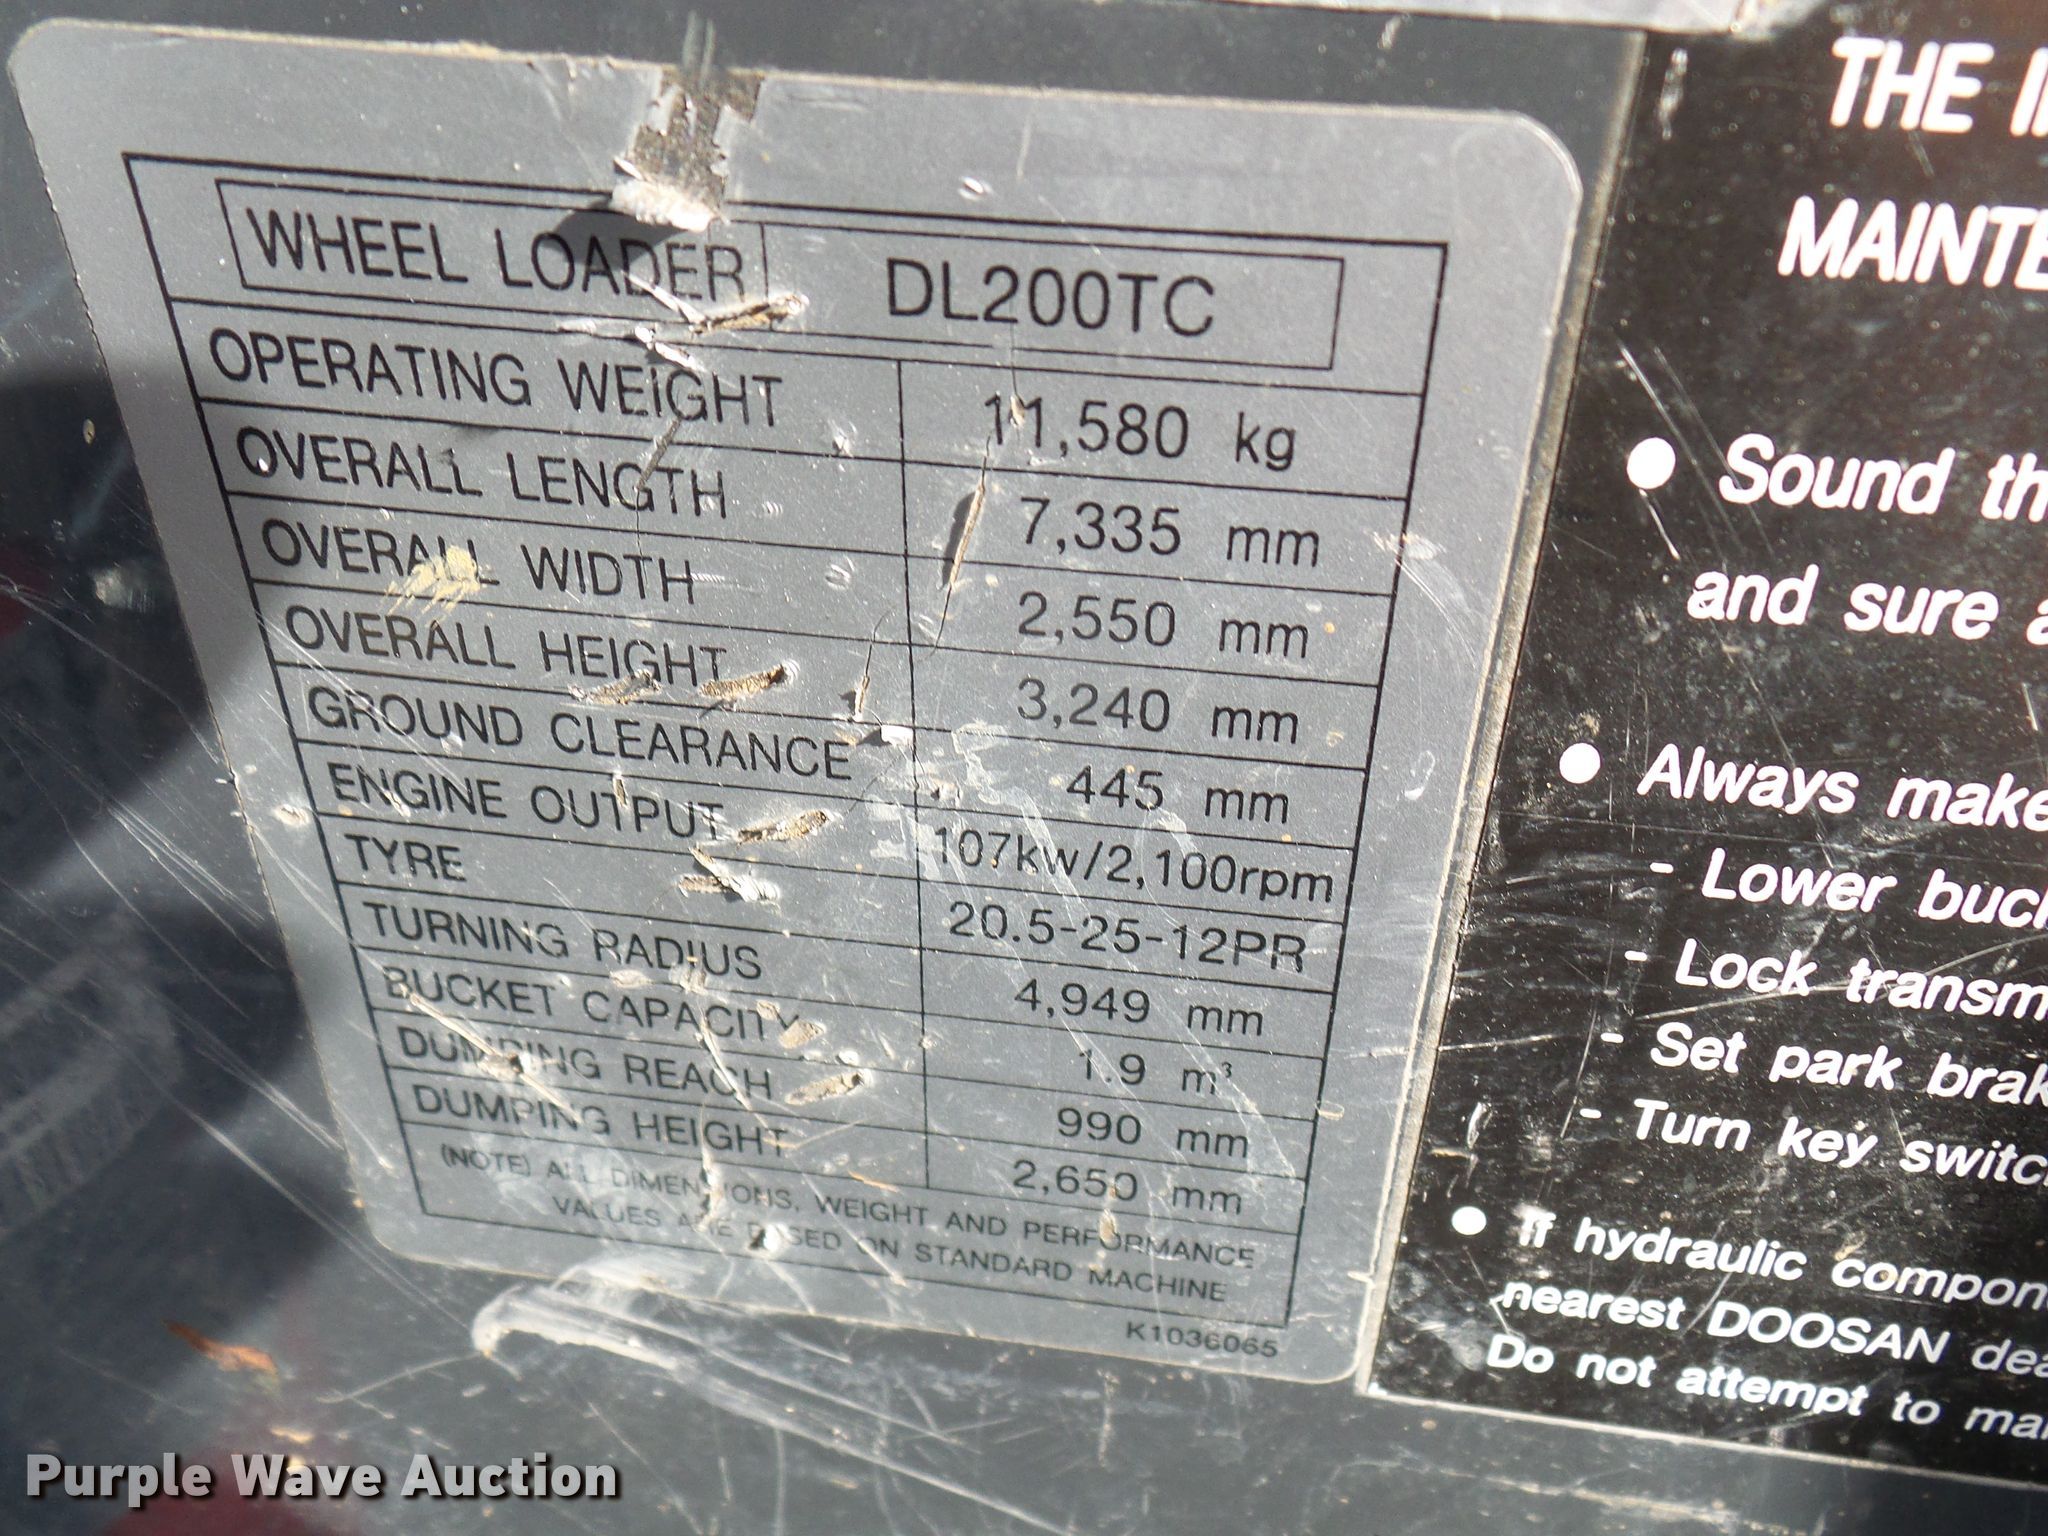 WHEEL LOADER DL200TC
OPERATING WEIGHT 11,580 kg
OVERALL LENGTH 7,335 mm
OVERALL WIDTH 2,550 mm
OVERALL HEIGHT 3,240 mm
GROUND CLEARANCE 445 mm
ENGINE OUTPUT 107kw/2,100rpm
TYRE 20.5-25-12PR
TURNING RADIUS 4,949 mm
BUCKET CAPACITY 1.9 m³
DUMPING REACH 990 mm
DUMPING HEIGHT 2,650 mm
(NOTE) ALL DIMENSIONS, WEIGHT AND PERFORMANCE
VALUES ARE BASED ON STANDARD MACHINE
K1036065
THE
MAINTE
• Sound th
and sure a
• Always make
- Lower buc
- Lock transm
- Set park brak
- Turn key switc
• If hydraulic compon
nearest DOOSAN dea
Do not attempt to mak
Purple Wave Auction